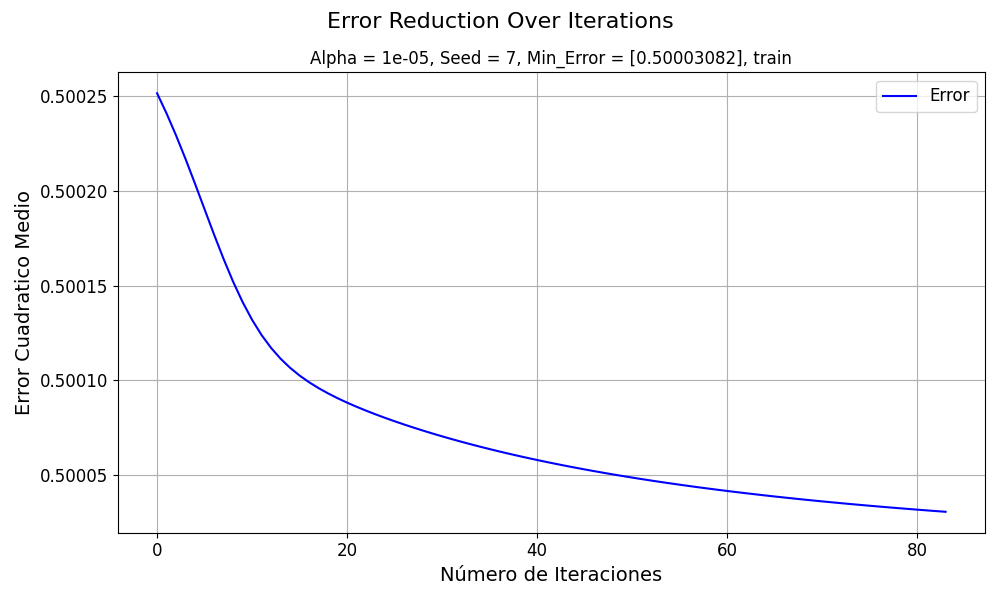 Error Reduction Over Iterations
Alpha = 1e-05, Seed = 7, Min_Error = [0.50003082], train
Error
0.50025
0.50020
0.50015
0.50010
0.50005
Error Cuadratico Medio
0 20 40 60 80
Número de Iteraciones